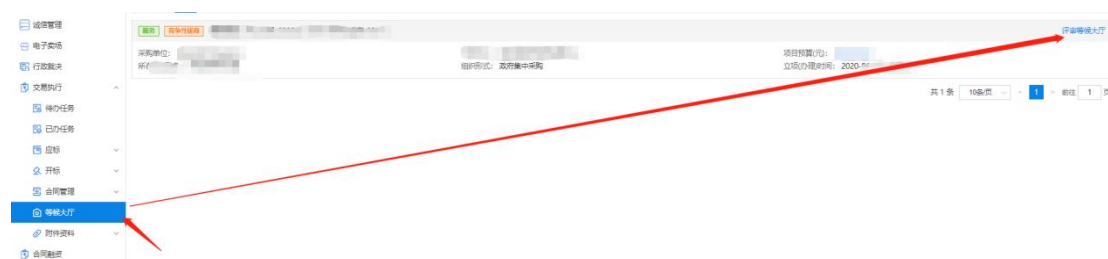 诚信管理
电子卖场
行政裁决
交易执行
待办任务
已办任务
应标
开标
合同管理
等候大厅
附件资料
合同融资
服务 竞争性磋商
评审等候大厅
采购单位： 项目预算(元)：
组织形式： 政府集中采购 立项(办理)时间： 2020-
共 1 条 10条/页 1 前往 1 页